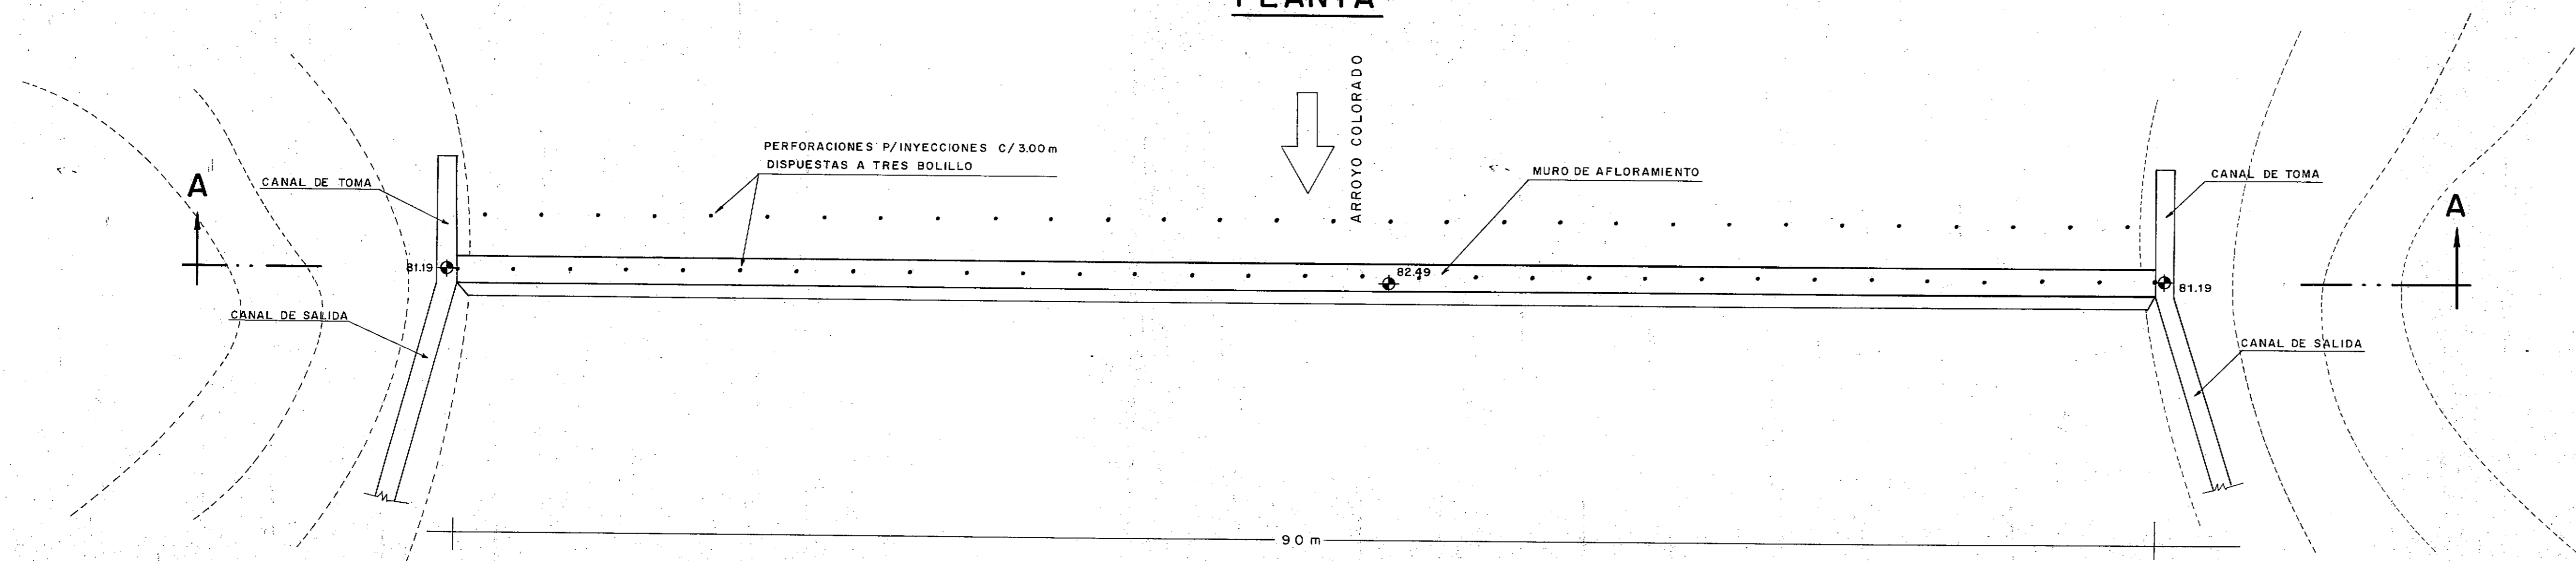 PLANTA
ARROYO COLORADO
PERFORACIONES P/INYECCIONES C/3.00 m
DISPUESTAS A TRES BOLILLO
MURO DE AFLORAMIENTO
CANAL DE TOMA
CANAL DE TOMA
A
A
81.19
82.49
81.19
CANAL DE SALIDA
CANAL DE SALIDA
90 m